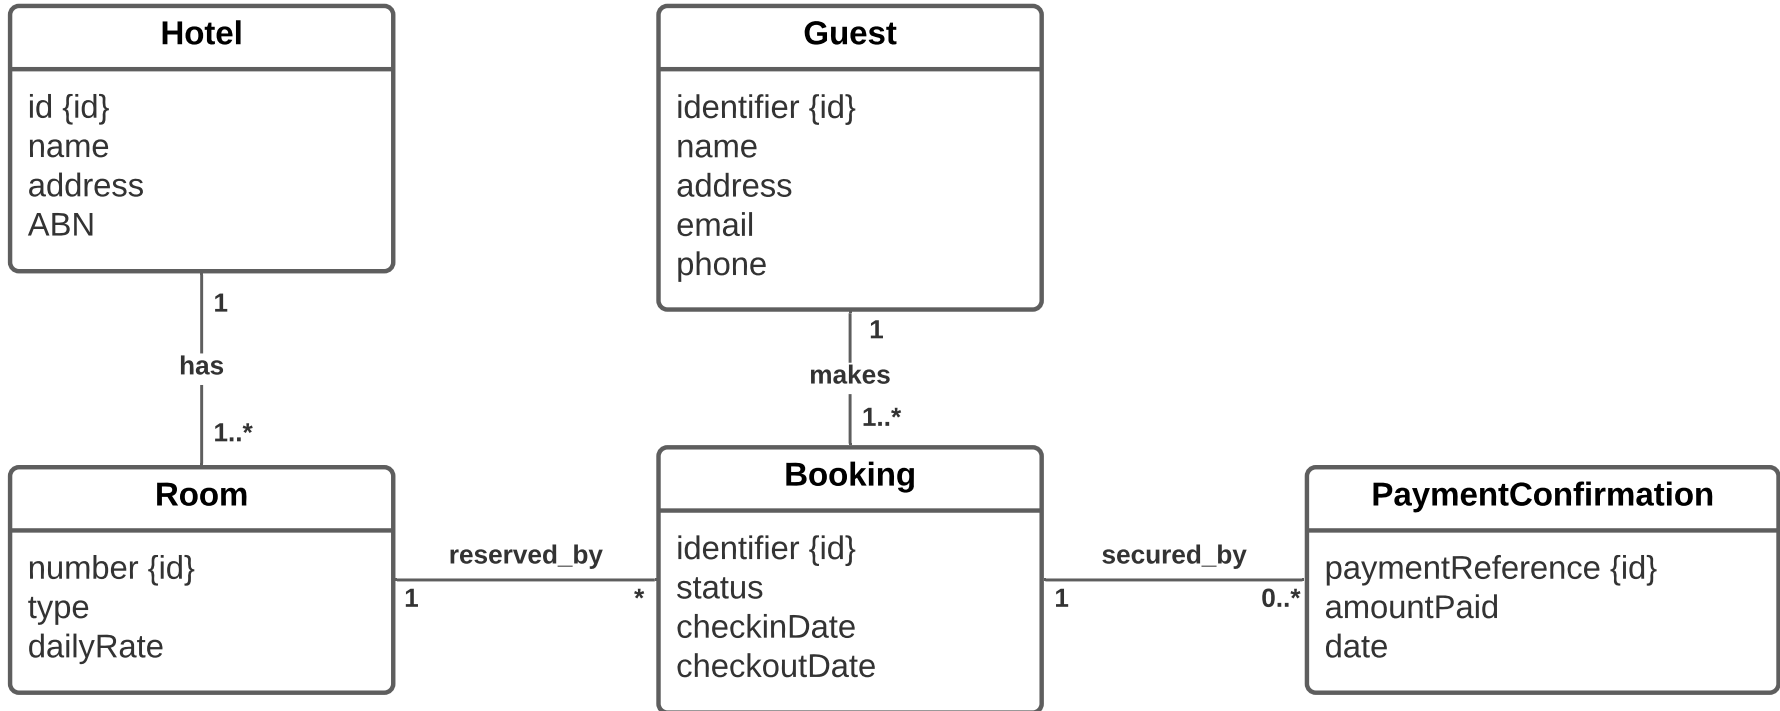 Hotel
id {id}
name
address
ABN
Guest
identifier {id}
name
address
email
phone
1
has
1..*
1
makes
1..*
Room
number {id}
type
dailyRate
reserved_by
1
*
Booking
identifier {id}
status
checkinDate
checkoutDate
secured_by
1
0..*
PaymentConfirmation
paymentReference {id}
amountPaid
date